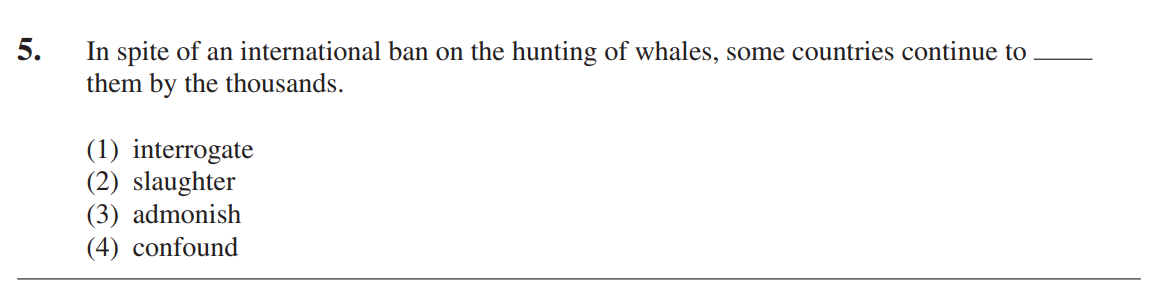 5. In spite of an international ban on the hunting of whales, some countries continue to ____
them by the thousands.
(1) interrogate
(2) slaughter
(3) admonish
(4) confound